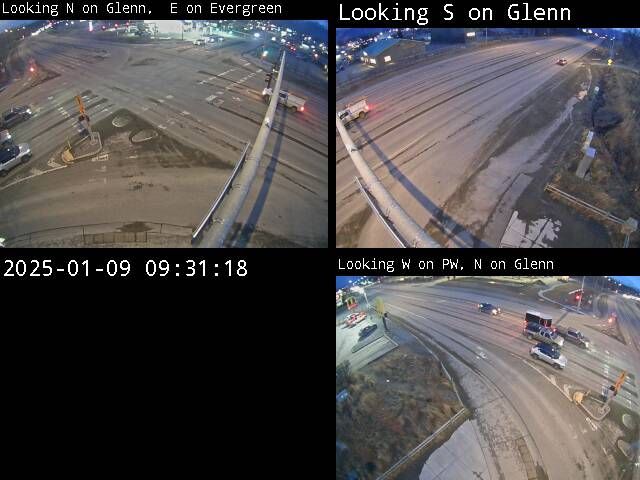 Looking N on Glenn, E on Evergreen
Looking S on Glenn
2025-01-09 09:31:18
Looking W on PW, N on Glenn